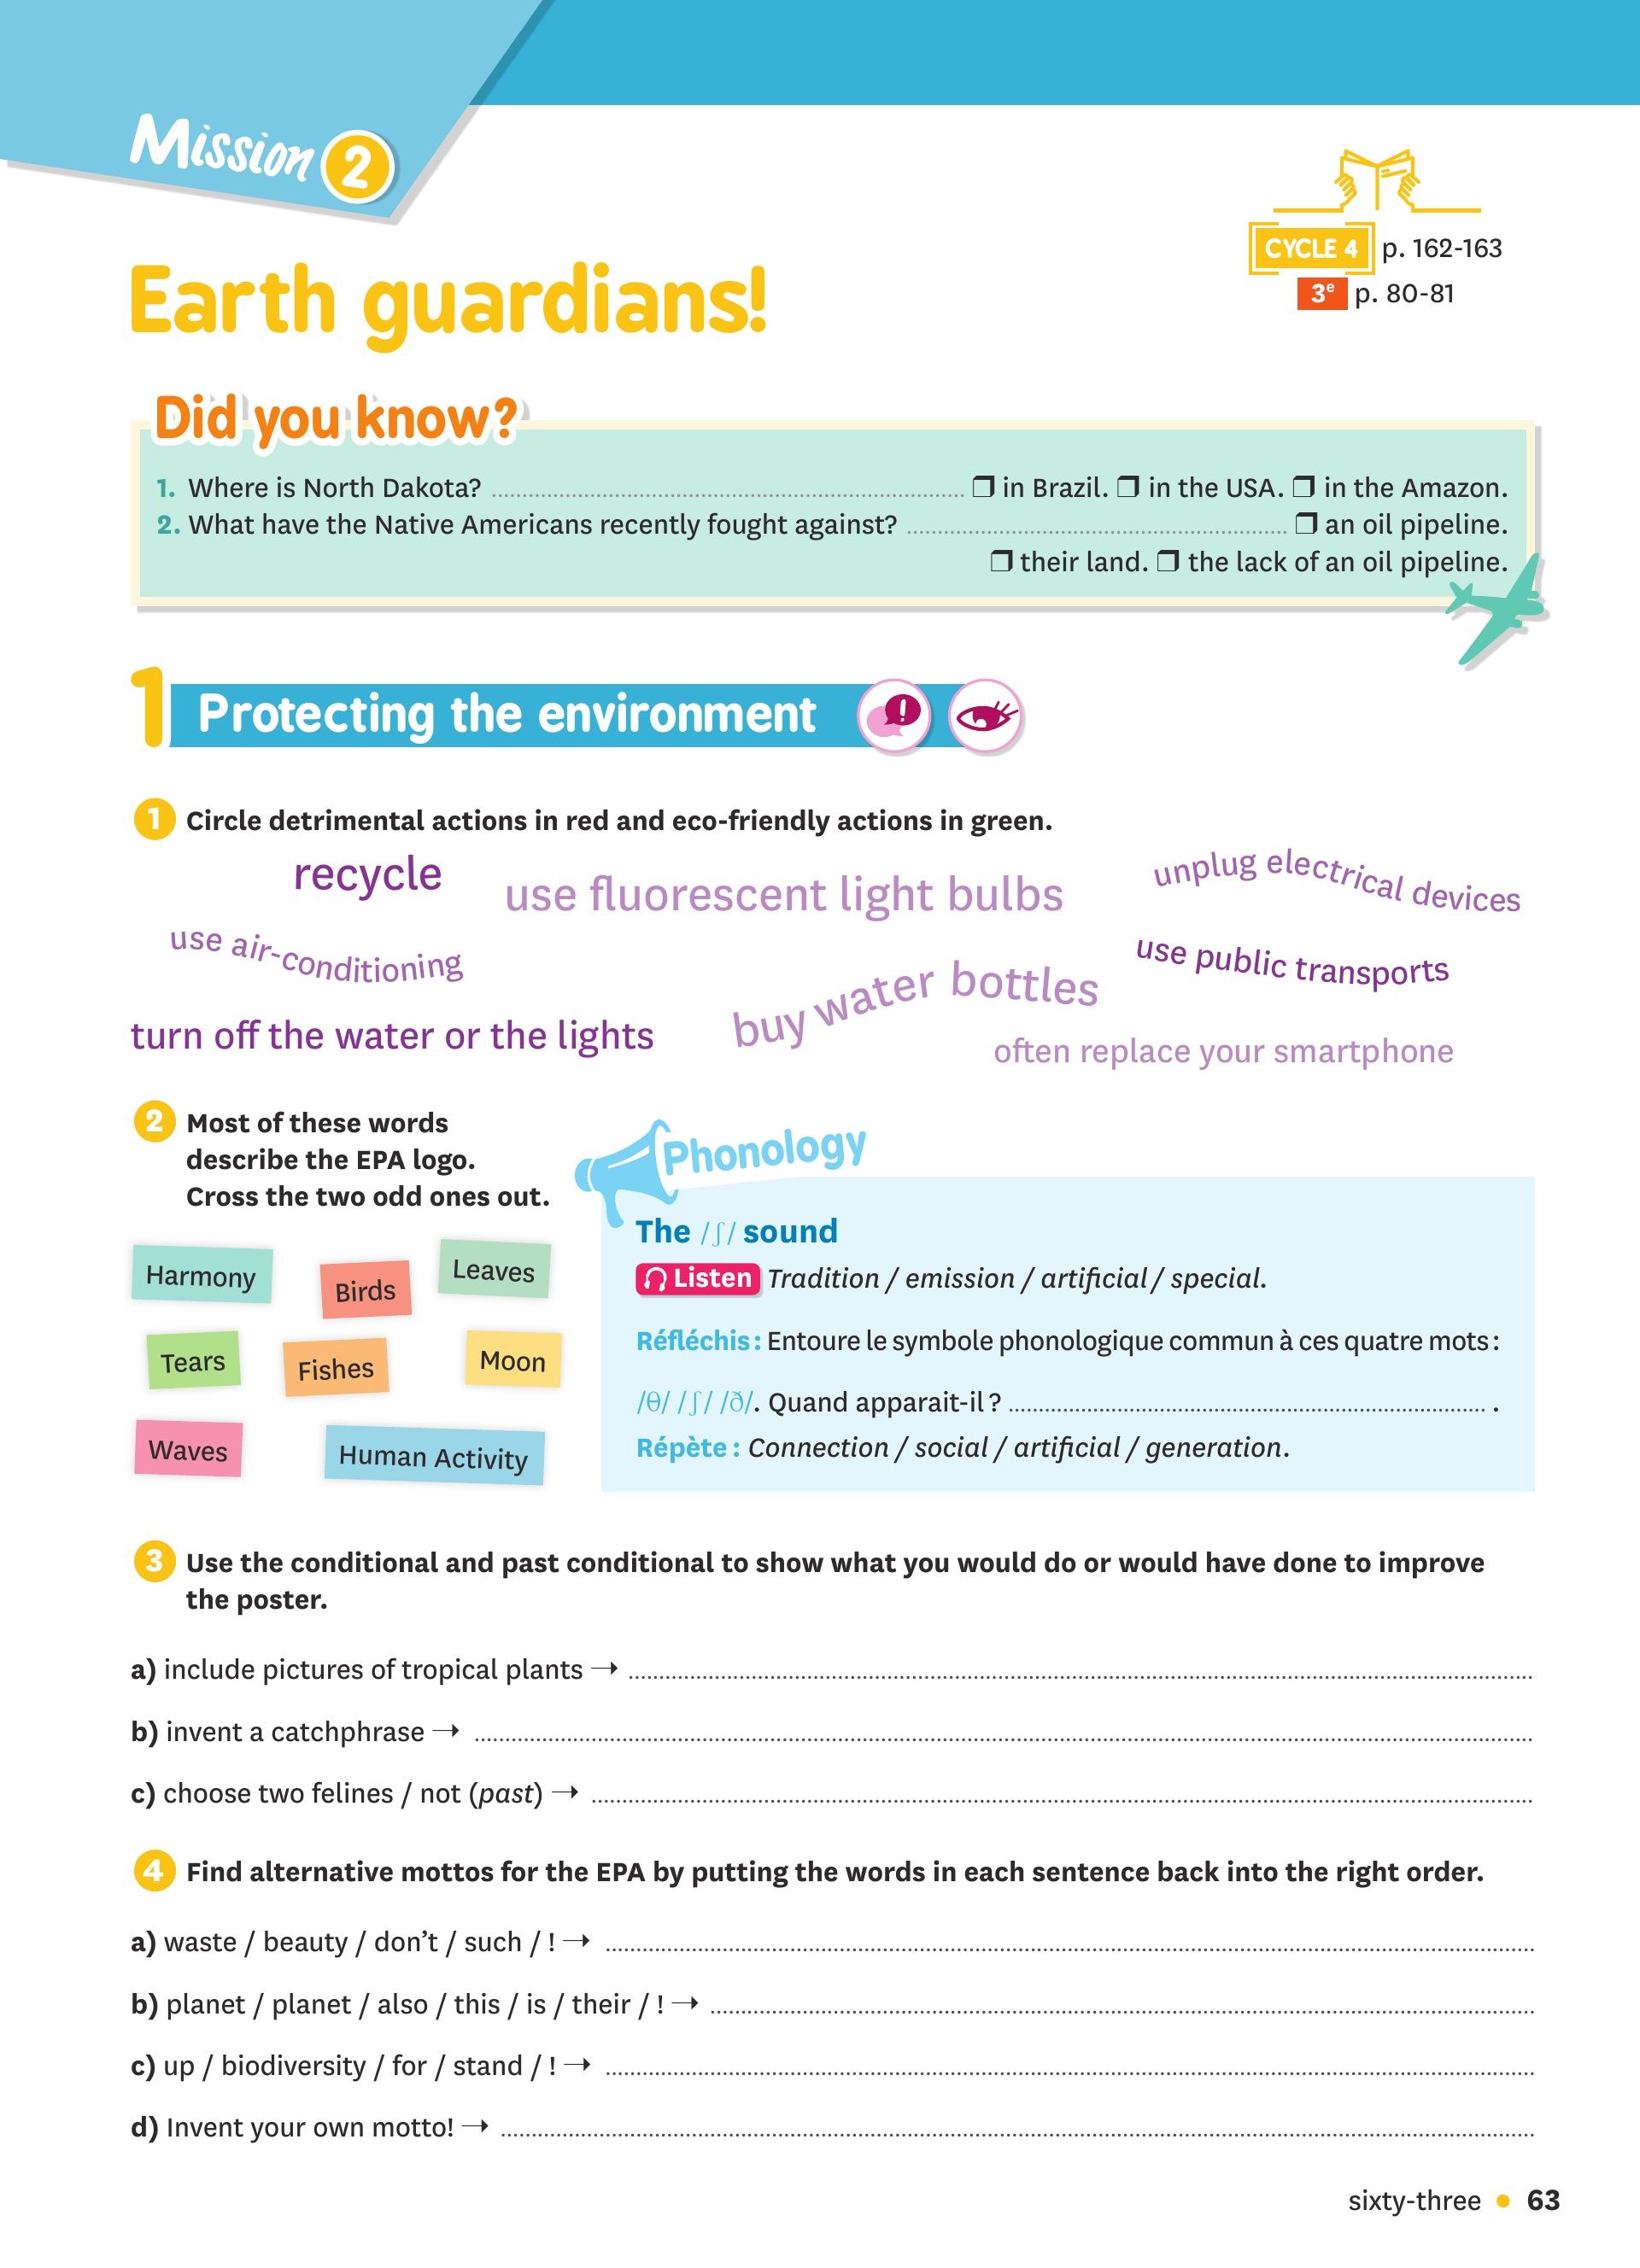 Mission 2
CYCLE 4 p. 162-163
3e p. 80-81
Earth guardians!
Did you know?
1. Where is North Dakota? ❒ in Brazil. ❒ in the USA. ❒ in the Amazon.
2. What have the Native Americans recently fought against? ❒ an oil pipeline.
❒ their land. ❒ the lack of an oil pipeline.
1 Protecting the environment
1 Circle detrimental actions in red and eco-friendly actions in green.
recycle
use fluorescent light bulbs
unplug electrical devices
use air-conditioning
use public transports
buy water bottles
turn off the water or the lights
often replace your smartphone
2 Most of these words
describe the EPA logo.
Cross the two odd ones out.
Harmony
Birds
Leaves
Tears
Fishes
Moon
Waves
Human Activity
Phonology
The /ʃ/ sound
Listen Tradition / emission / artificial / special.
Réfléchis : Entoure le symbole phonologique commun à ces quatre mots :
/θ/ /ʃ/ /ð/. Quand apparait-il ? .
Répète : Connection / social / artificial / generation.
3 Use the conditional and past conditional to show what you would do or would have done to improve
the poster.
a) include pictures of tropical plants →
b) invent a catchphrase →
c) choose two felines / not (past) →
4 Find alternative mottos for the EPA by putting the words in each sentence back into the right order.
a) waste / beauty / don’t / such / ! →
b) planet / planet / also / this / is / their / ! →
c) up / biodiversity / for / stand / ! →
d) Invent your own motto! →
sixty-three • 63